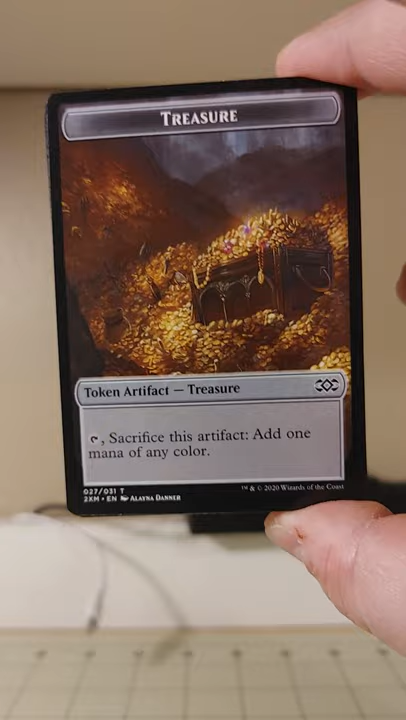 TREASURE
Token Artifact — Treasure
, Sacrifice this artifact: Add one
mana of any color.
027/031 T
2XM • EN ALAYNA DANNER
™ & © 2020 Wizards of the Coast